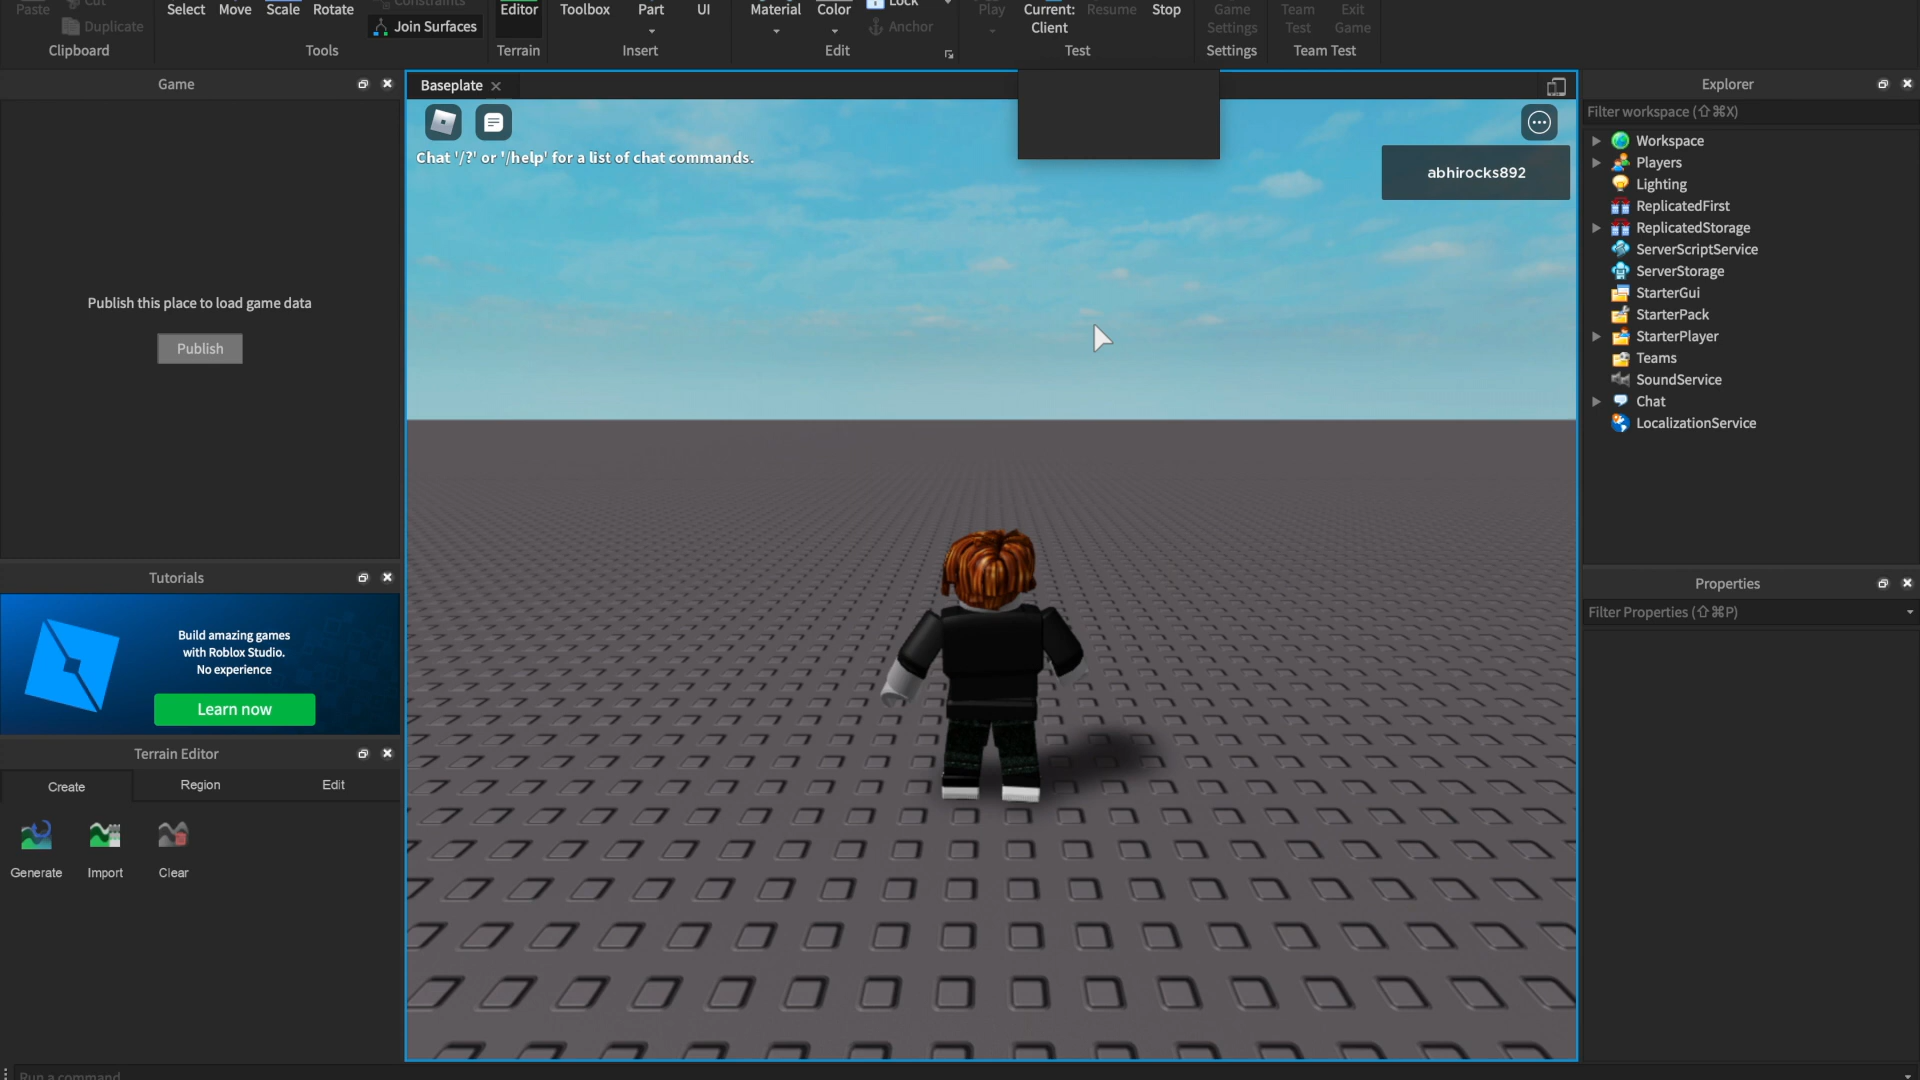 Paste
Cut
Duplicate
Clipboard
Select
Move
Scale
Rotate
Constraints
Join Surfaces
Tools
Editor
Terrain
Toolbox
Part
UI
Insert
Material
Color
Lock
Anchor
Edit
Play
Current:
Client
Resume
Stop
Test
Game
Settings
Settings
Team
Test
Exit
Game
Team Test
Game
Publish this place to load game data
Publish
Tutorials
Build amazing games
with Roblox Studio.
No experience
Learn now
Terrain Editor
Create
Region
Edit
Generate
Import
Clear
Baseplate
Chat '/?' or '/help' for a list of chat commands.
abhirocks892
Explorer
Filter workspace (⇧⌘X)
Workspace
Players
Lighting
ReplicatedFirst
ReplicatedStorage
ServerScriptService
ServerStorage
StarterGui
StarterPack
StarterPlayer
Teams
SoundService
Chat
LocalizationService
Properties
Filter Properties (⇧⌘P)
Run a command